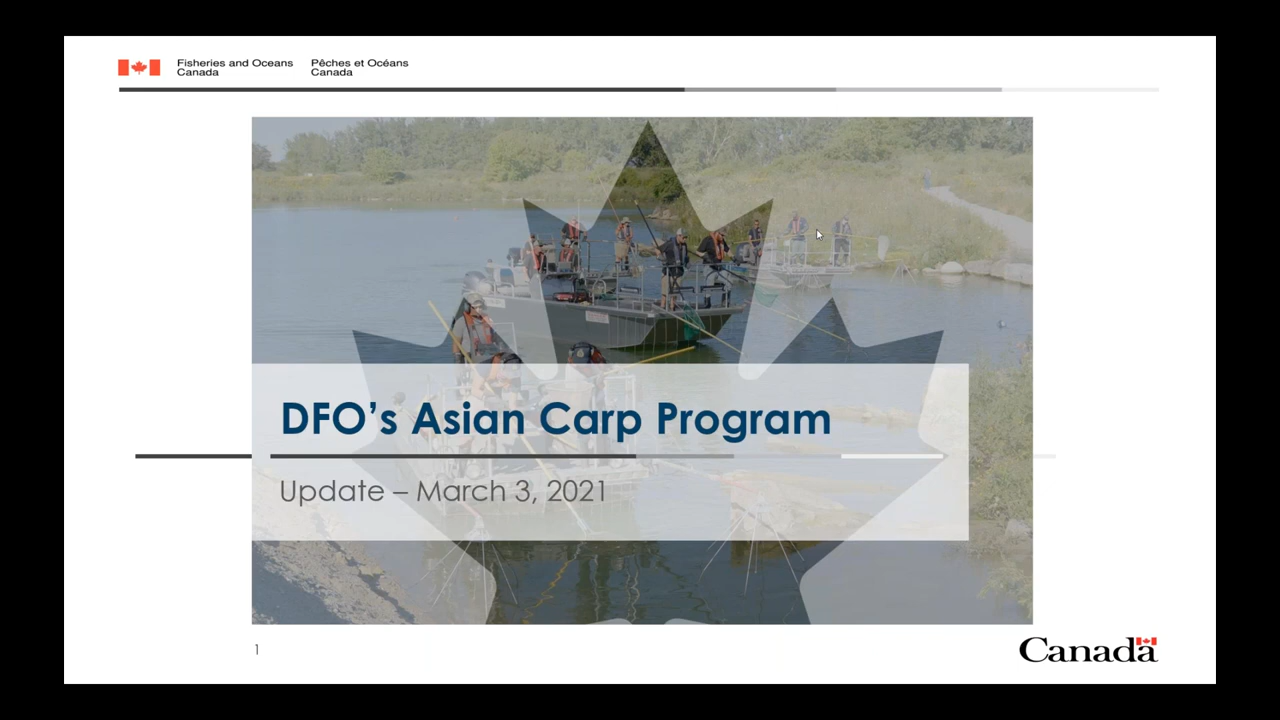 Fisheries and Oceans
Canada
Pêches et Océans
Canada
DFO's Asian Carp Program
Update – March 3, 2021
1
Canada